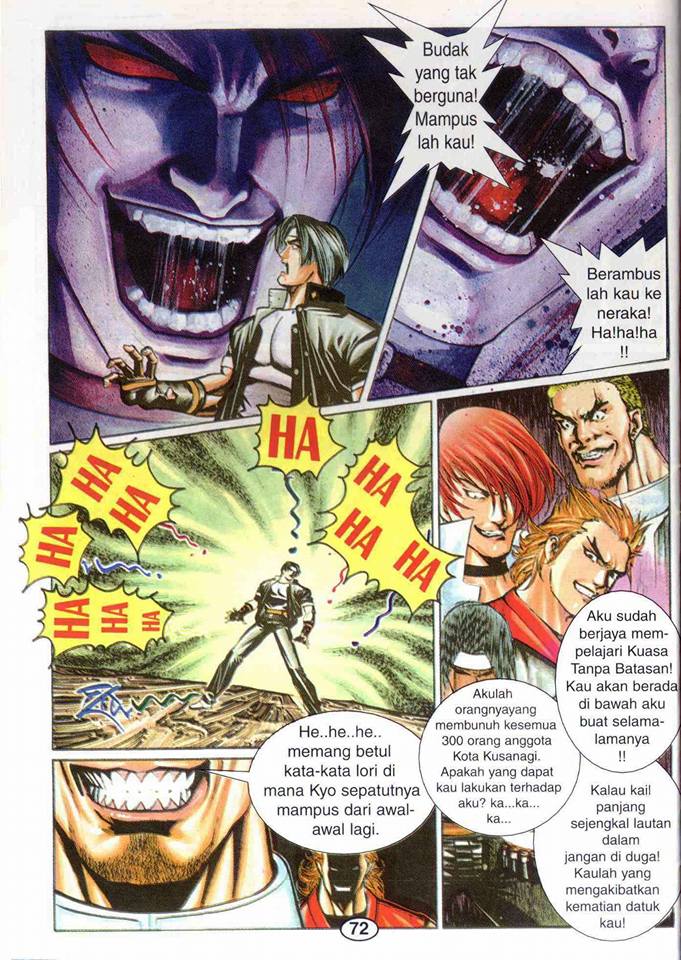 Budak
yang tak
berguna!
Mampus
lah kau!
Berambus
lah kau ke
neraka!
Ha!ha!ha
!!
HA
HA
HA
HA
HA
HA
HA
HA
HA
HA
Aku sudah
berjaya mem-
pelajari Kuasa
Tanpa Batasan!
Kau akan berada
di bawah aku
buat selama-
lamanya
!!
Akulah
orangnyayang
membunuh kesemua
300 orang anggota
Kota Kusanagi.
Apakah yang dapat
kau lakukan terhadap
aku? ka...ka...
ka...
He..he..he..
memang betul
kata-kata lori di
mana Kyo sepatutnya
mampus dari awal-
awal lagi.
Kalau kail
panjang
sejengkal lautan
dalam
jangan di duga!
Kaulah yang
mengakibatkan
kematian datuk
kau!
72